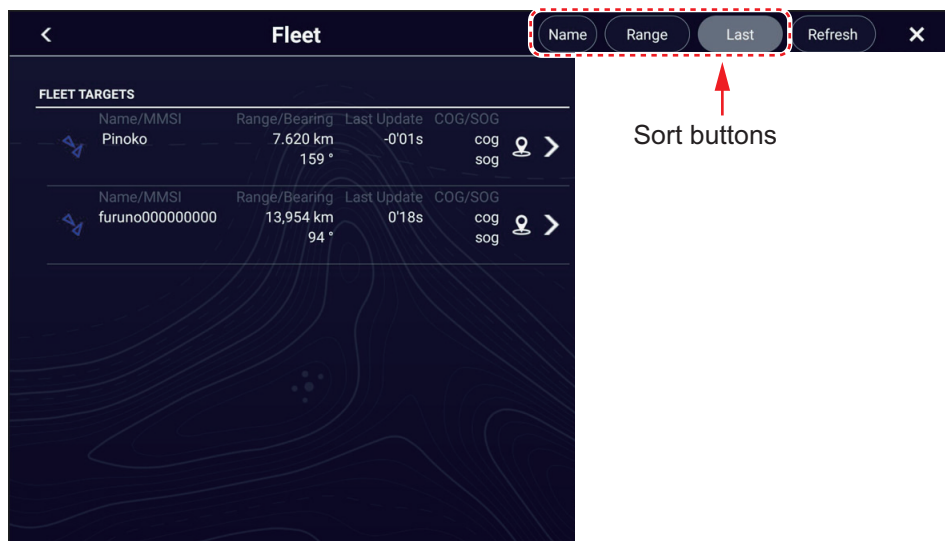 Fleet Name Range Last Refresh
Sort buttons
FLEET TARGETS
Name/MMSI Range/Bearing Last Update COG/SOG
Pinoko 7.620 km -0'01s cog
159 ° sog
Name/MMSI Range/Bearing Last Update COG/SOG
furuno000000000 13,954 km 0'18s cog
94 ° sog